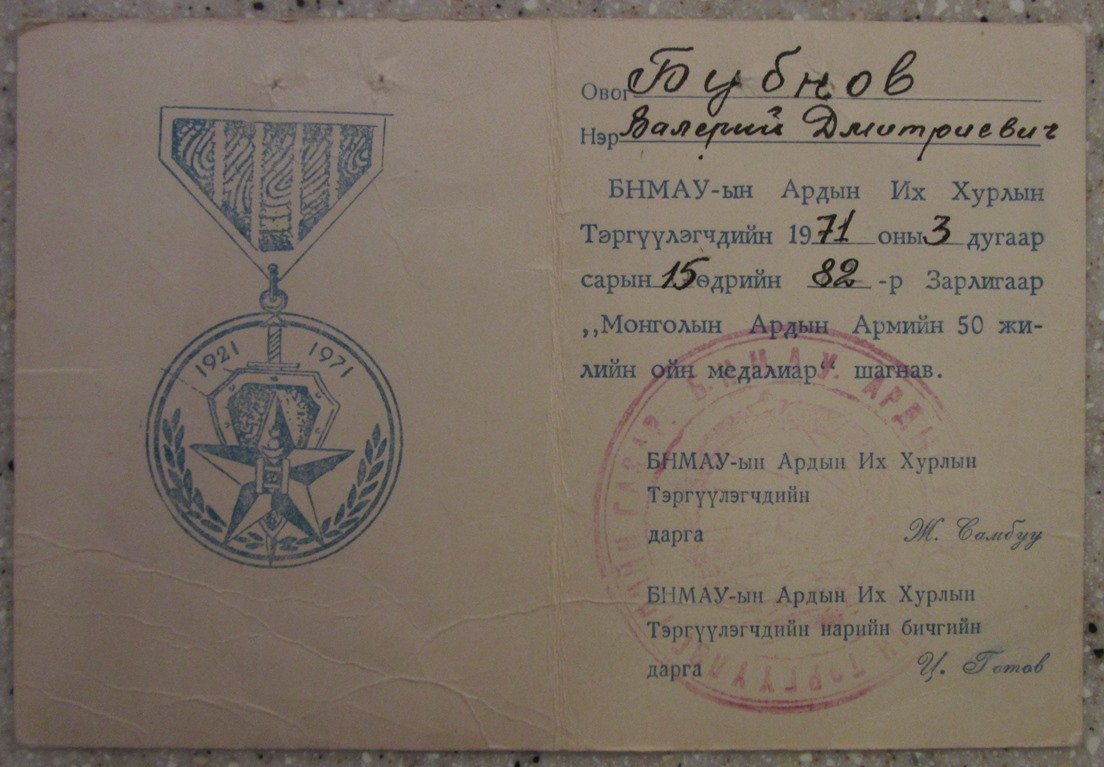 1921 1971
Овог Бубнов
Нэр Валерий Дмитриевич
БНМАУ-ын Ардын Их Хурлын
Тэргүүлэгчдийн 1971 оны 3 дугаар
сарын 15 өдрийн 82 -р Зарлигаар
„Монголын Ардын Армийн 50 жи-
лийн ойн медалиар“ шагнав.
БНМАУ-ын Ардын Их Хурлын
Тэргүүлэгчдийн
дарга Ж. Самбуу
БНМАУ-ын Ардын Их Хурлын
Тэргүүлэгчдийн нарийн бичгийн
дарга Ц. Готов
Б.Н.М.А.У. АРДЫН